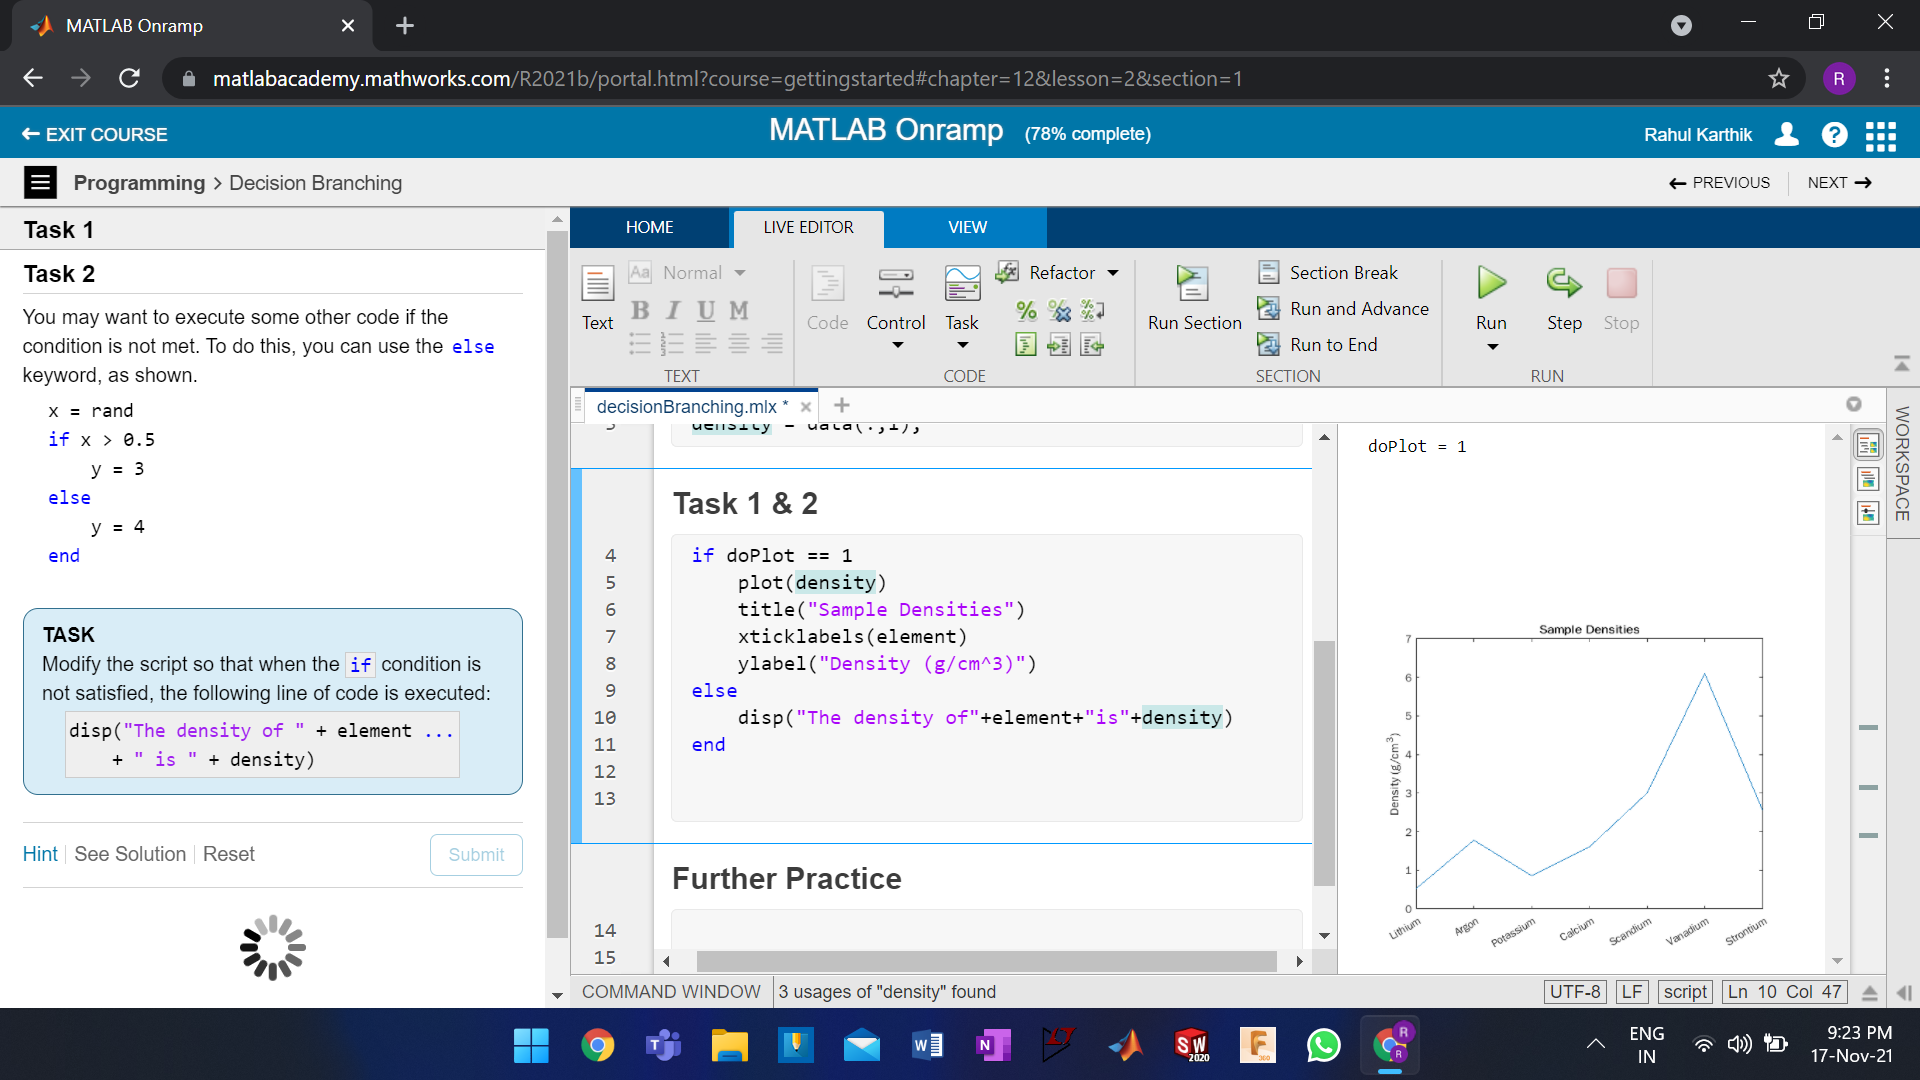 MATLAB Onramp
matlabacademy.mathworks.com/R2021b/portal.html?course=gettingstarted#chapter=12&lesson=2&section=1
R
EXIT COURSE
MATLAB Onramp (78% complete)
Rahul Karthik
?
Programming > Decision Branching
PREVIOUS
NEXT
Task 1
Task 2
You may want to execute some other code if the
condition is not met. To do this, you can use the else
keyword, as shown.
x = rand
if x > 0.5
y = 3
else
y = 4
end
TASK
Modify the script so that when the if condition is
not satisfied, the following line of code is executed:
disp("The density of " + element ...
+ " is " + density)
Hint
See Solution
Reset
Submit
HOME
LIVE EDITOR
VIEW
Text
Aa Normal
B I U M
TEXT
Code
Control
Task
Refactor
CODE
Run Section
Section Break
Run and Advance
Run to End
SECTION
Run
Step
Stop
RUN
decisionBranching.mlx *
WORKSPACE
Task 1 & 2
4 if doPlot == 1
5 plot(density)
6 title("Sample Densities")
7 xticklabels(element)
8 ylabel("Density (g/cm^3)")
9 else
10 disp("The density of"+element+"is"+density)
11 end
12
13
Further Practice
14
15
doPlot = 1
Sample Densities
7
6
5
4
3
2
1
0
Density (g/cm³)
Lithium
Argon
Potassium
Calcium
Scandium
Vanadium
Strontium
COMMAND WINDOW
3 usages of "density" found
UTF-8
LF
script
Ln 10 Col 47
ENG
IN
9:23 PM
17-Nov-21